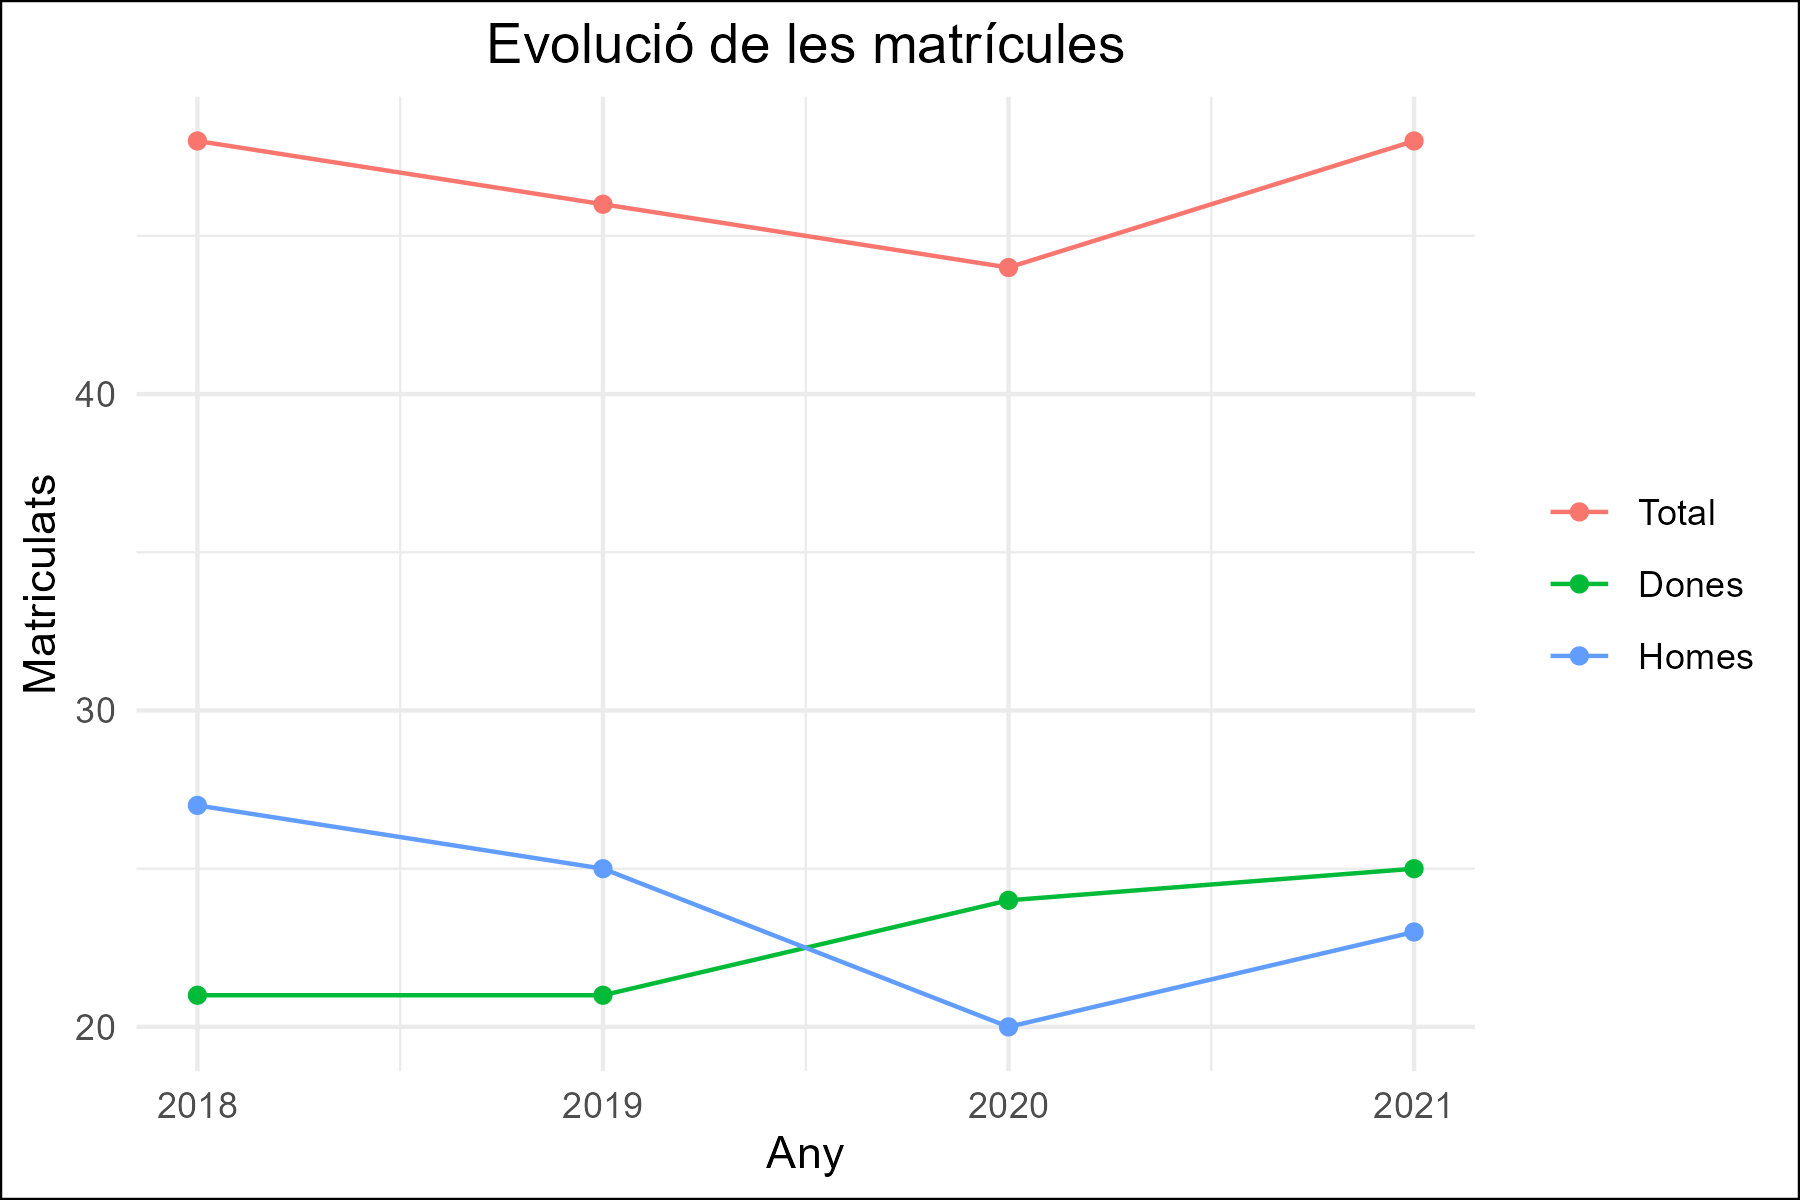 Evolució de les matrícules
Matriculats
40
30
20
2018 2019 2020 2021
Any
Total
Dones
Homes